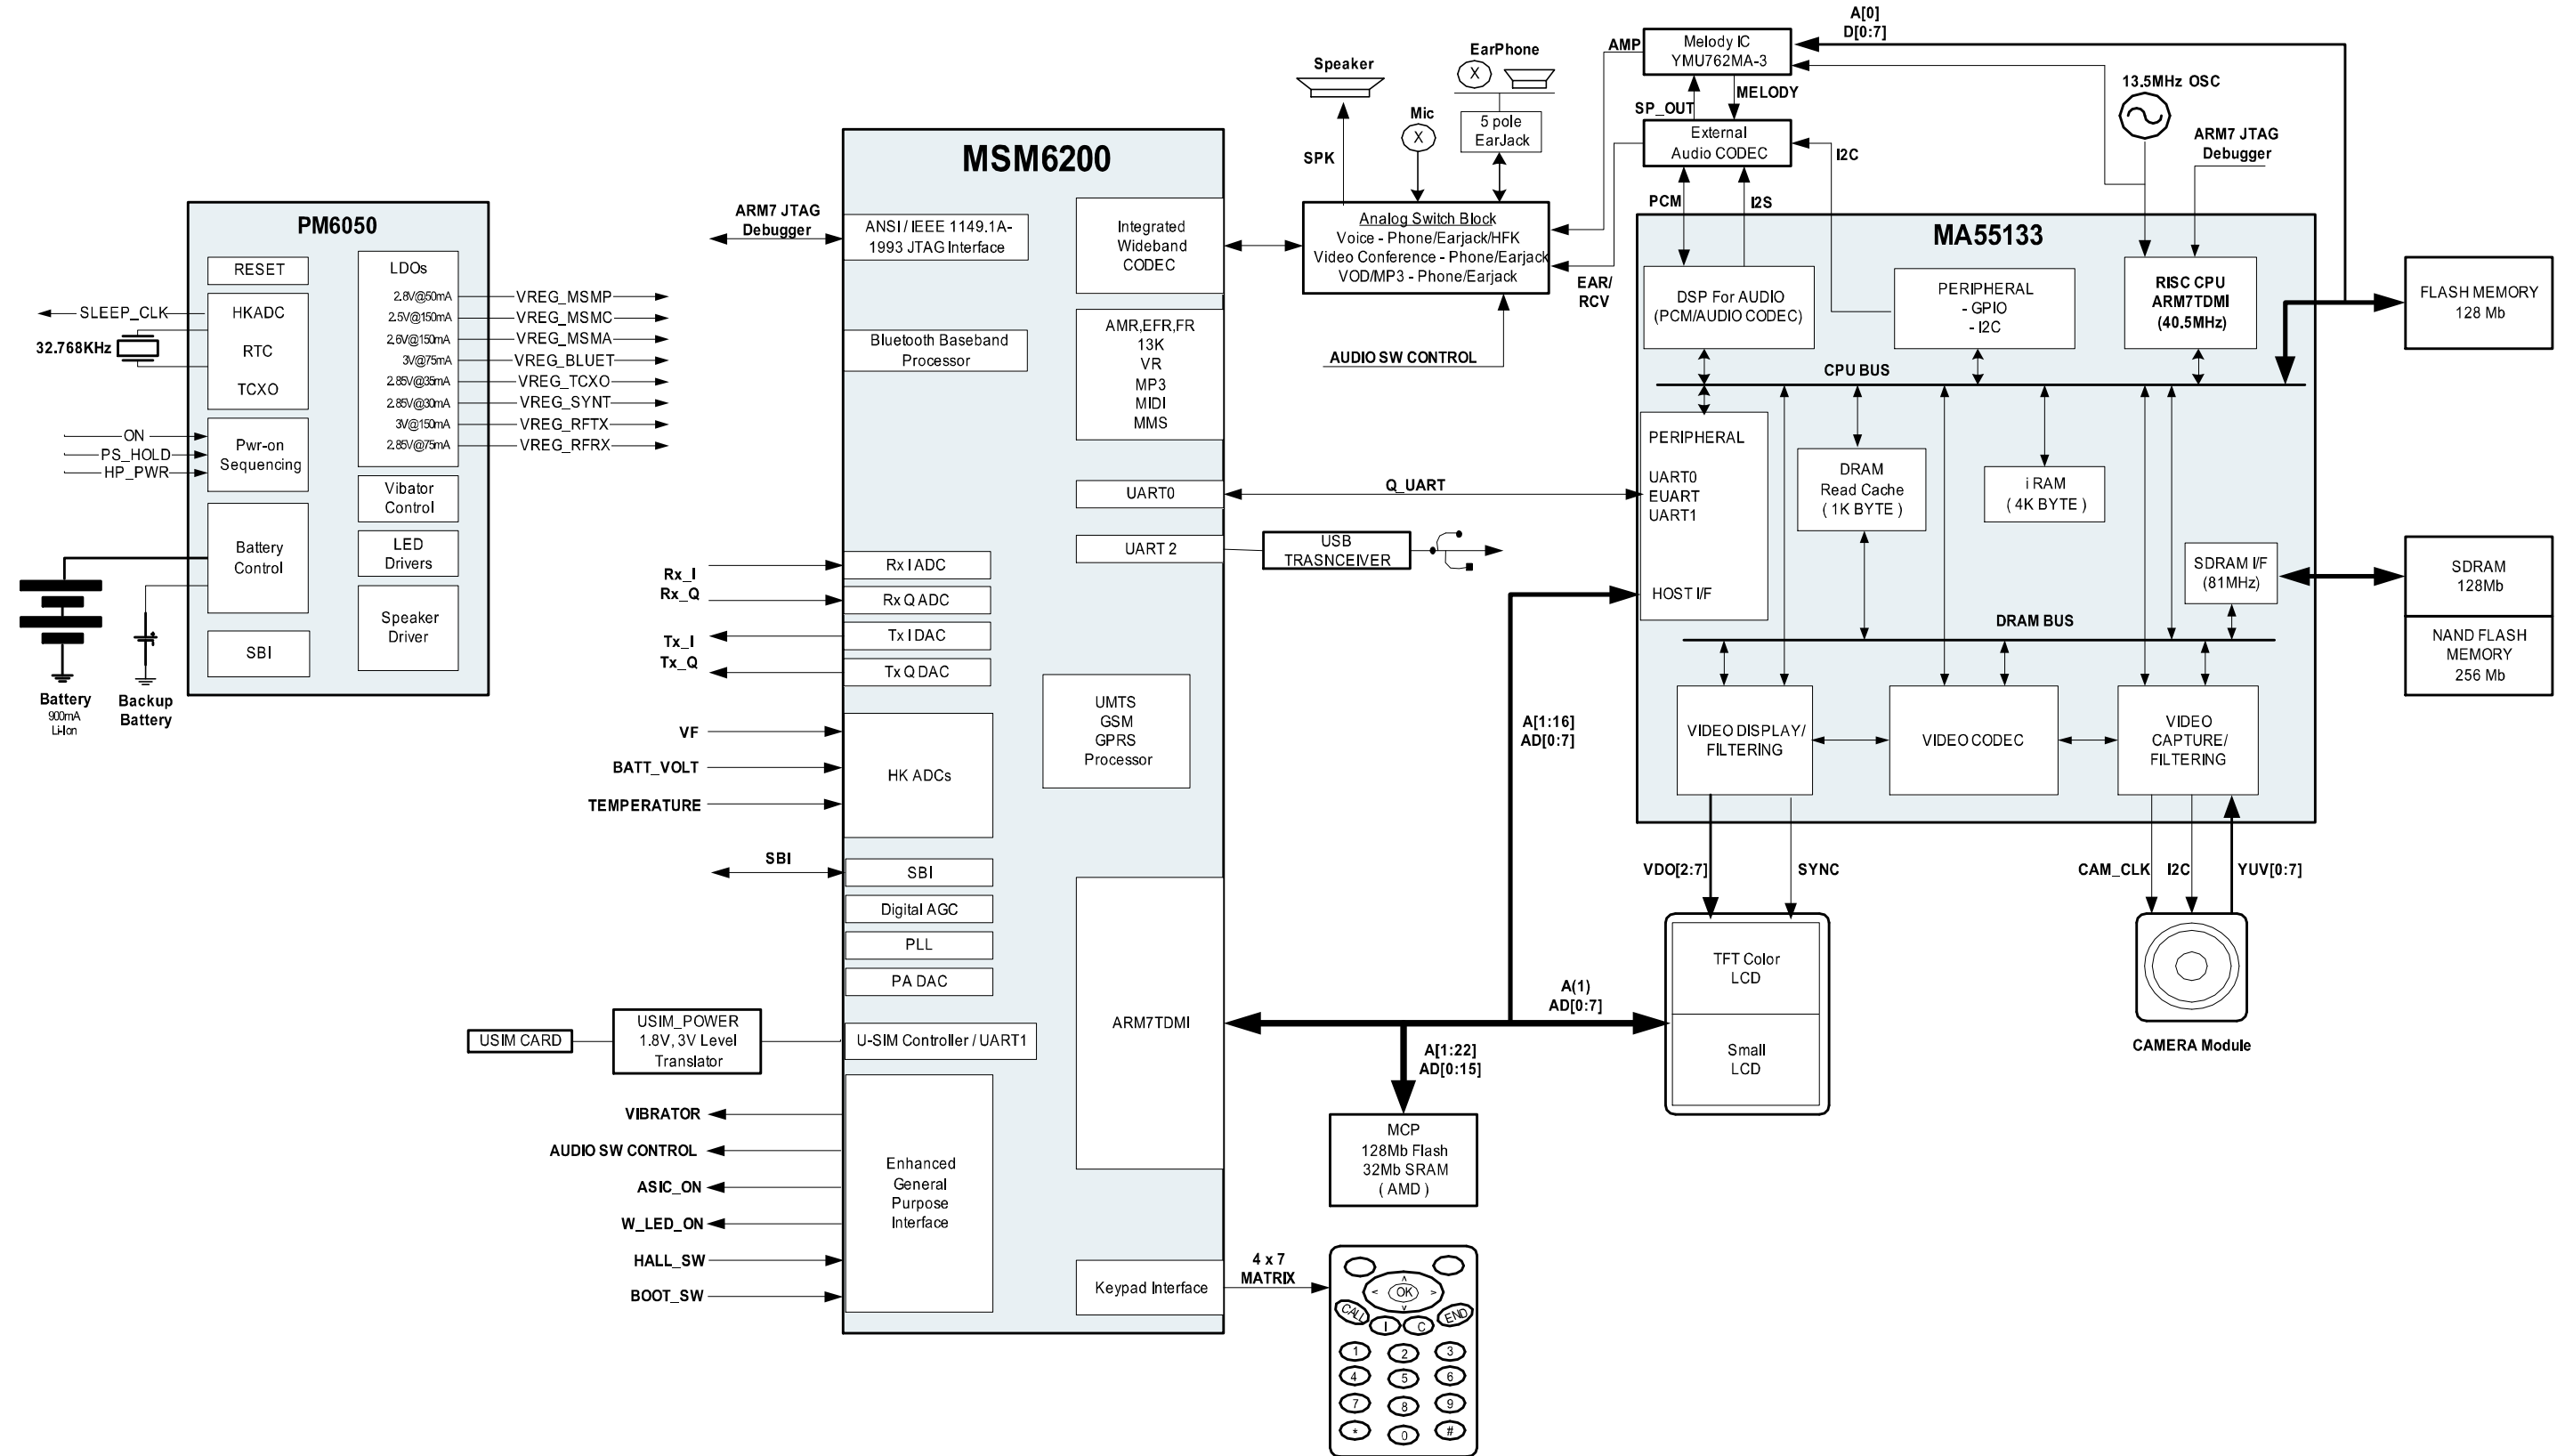 PM6050
RESET
HKADC
RTC
TCXO
Pwr-on
Sequencing
Battery
Control
SBI
LDOs
2.8V@50mA
2.5V@150mA
2.6V@150mA
3V@75mA
2.85V@35mA
2.85V@30mA
3V@150mA
2.85V@75mA
Vibator
Control
LED
Drivers
Speaker
Driver
SLEEP_CLK
32.768KHz
ON
PS_HOLD
HP_PWR
Battery
900mA
Li-Ion
Backup
Battery
VREG_MSMP
VREG_MSMC
VREG_MSMA
VREG_BLUET
VREG_TCXO
VREG_SYNT
VREG_RFTX
VREG_RFRX
MSM6200
ARM7 JTAG
Debugger
ANSI / IEEE 1149.1A-
1993 JTAG Interface
Bluetooth Baseband
Processor
Rx_I
Rx_Q
Tx_I
Tx_Q
Rx I ADC
Rx Q ADC
Tx I DAC
Tx Q DAC
VF
BATT_VOLT
TEMPERATURE
HK ADCs
SBI
SBI
Digital AGC
PLL
PA DAC
USIM CARD
USIM_POWER
1.8V, 3V Level
Translator
U-SIM Controller / UART1
VIBRATOR
AUDIO SW CONTROL
ASIC_ON
W_LED_ON
HALL_SW
BOOT_SW
Enhanced
General
Purpose
Interface
Integrated
Wideband
CODEC
AMR,EFR,FR
13K
VR
MP3
MIDI
MMS
UART0
UART 2
UMTS
GSM
GPRS
Processor
ARM7TDMI
Keypad Interface
Speaker
SPK
Mic
X
EarPhone
X
5 pole
EarJack
Analog Switch Block
Voice - Phone/Earjack/HFK
Video Conference - Phone/Earjack
VOD/MP3 - Phone/Earjack
AUDIO SW CONTROL
AMP
EAR/
RCV
Melody IC
YMU762MA-3
SP_OUT
MELODY
External
Audio CODEC
PCM
I2S
I2C
A[0]
D[0:7]
13.5MHz OSC
ARM7 JTAG
Debugger
Q_UART
USB
TRASNCEIVER
A[1:16]
AD[0:7]
A(1)
AD[0:7]
A[1:22]
AD[0:15]
MCP
128Mb Flash
32Mb SRAM
( AMD )
4 x 7
MATRIX
<
^
OK
v
>
CALL
I
C
END
1
2
3
4
5
6
7
8
9
*
0
#
MA55133
DSP For AUDIO
(PCM/AUDIO CODEC)
PERIPHERAL
- GPIO
- I2C
RISC CPU
ARM7TDMI
(40.5MHz)
CPU BUS
PERIPHERAL
UART0
EUART
UART1
HOST I/F
DRAM
Read Cache
( 1K BYTE )
i RAM
( 4K BYTE )
SDRAM I/F
(81MHz)
DRAM BUS
VIDEO DISPLAY/
FILTERING
VIDEO CODEC
VIDEO
CAPTURE/
FILTERING
VDO[2:7]
SYNC
CAM_CLK
I2C
YUV[0:7]
TFT Color
LCD
Small
LCD
CAMERA Module
FLASH MEMORY
128 Mb
SDRAM
128Mb
NAND FLASH
MEMORY
256 Mb